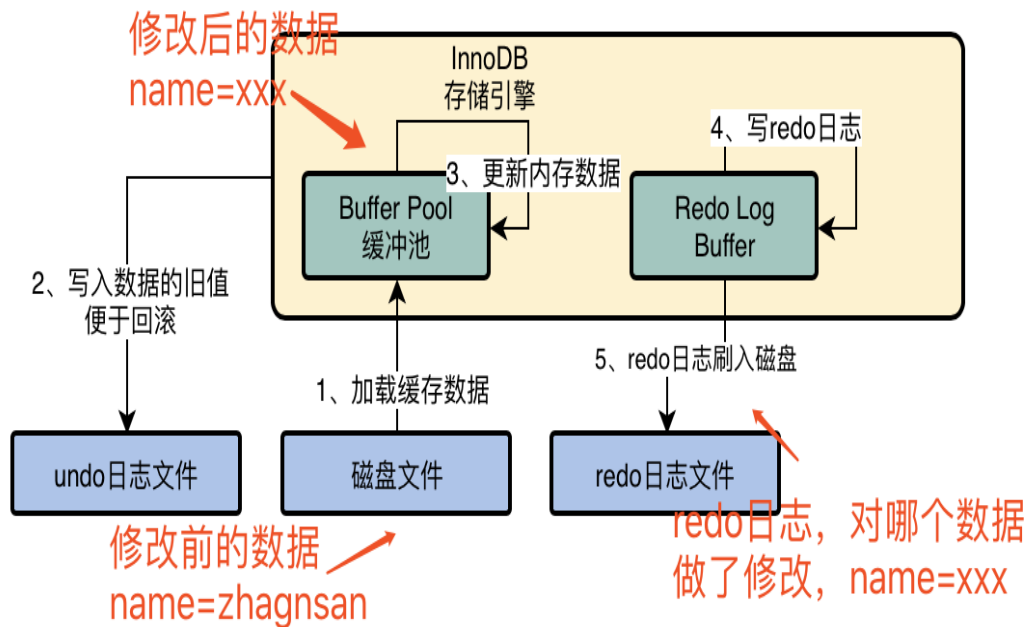 修改后的数据
name=xxx
InnoDB
存储引擎
4、写redo日志
3、更新内存数据
Buffer Pool
缓冲池
Redo Log
Buffer
2、写入数据的旧值
便于回滚
5、redo日志刷入磁盘
1、加载缓存数据
undo日志文件
磁盘文件
redo日志文件
修改前的数据
name=zhagnsan
redo日志，对哪个数据
做了修改，name=xxx